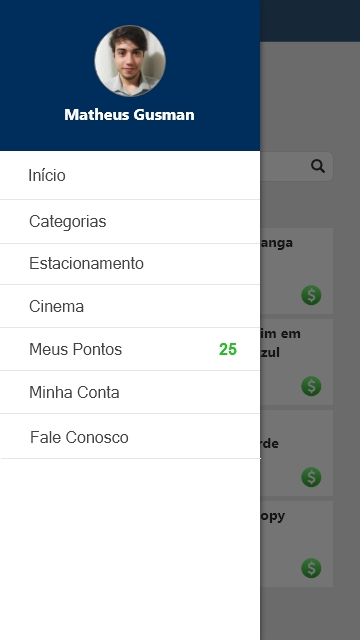 Matheus Gusman
Início
Categorias
anga
Estacionamento
Cinema
im em
Meus Pontos 25
zul
Minha Conta
Fale Conosco
rde
opy